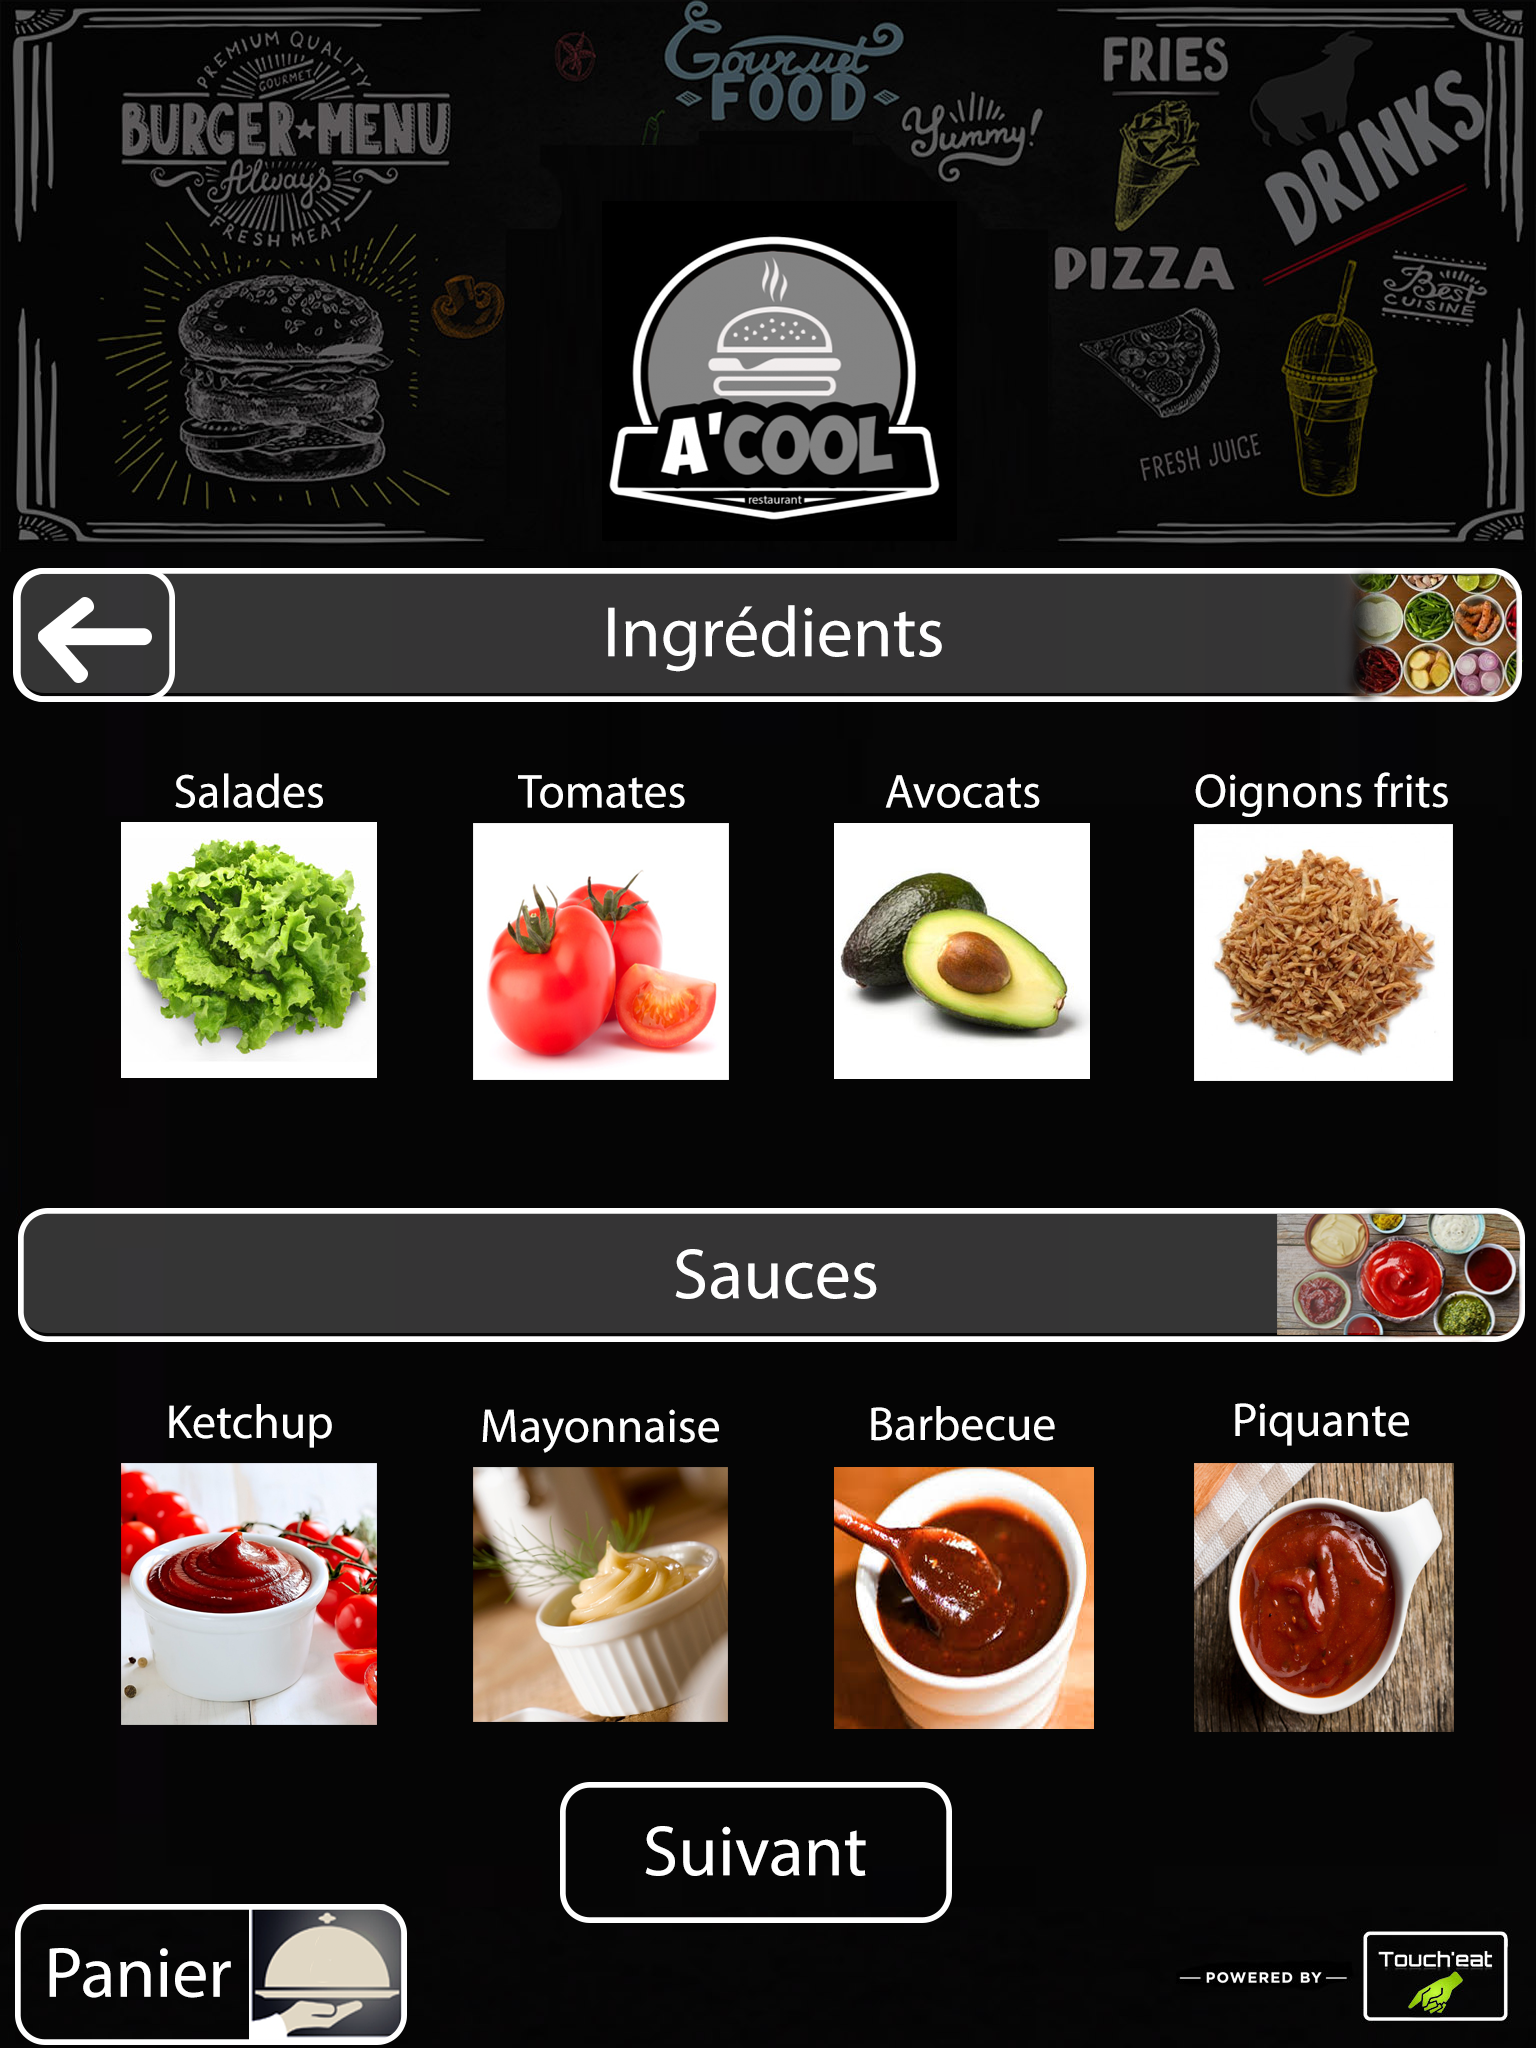 PREMIUM QUALITY
GOURMET
BURGER★MENU
Always
FRESH MEAT
Gourmet
FOOD
Yummy!
FRIES
DRINKS
PIZZA
Best
CUISINE
FRESH JUICE
A'COOL
restaurant
Ingrédients
Salades
Tomates
Avocats
Oignons frits
Sauces
Ketchup
Mayonnaise
Barbecue
Piquante
Suivant
Panier
POWERED BY
Touch'eat